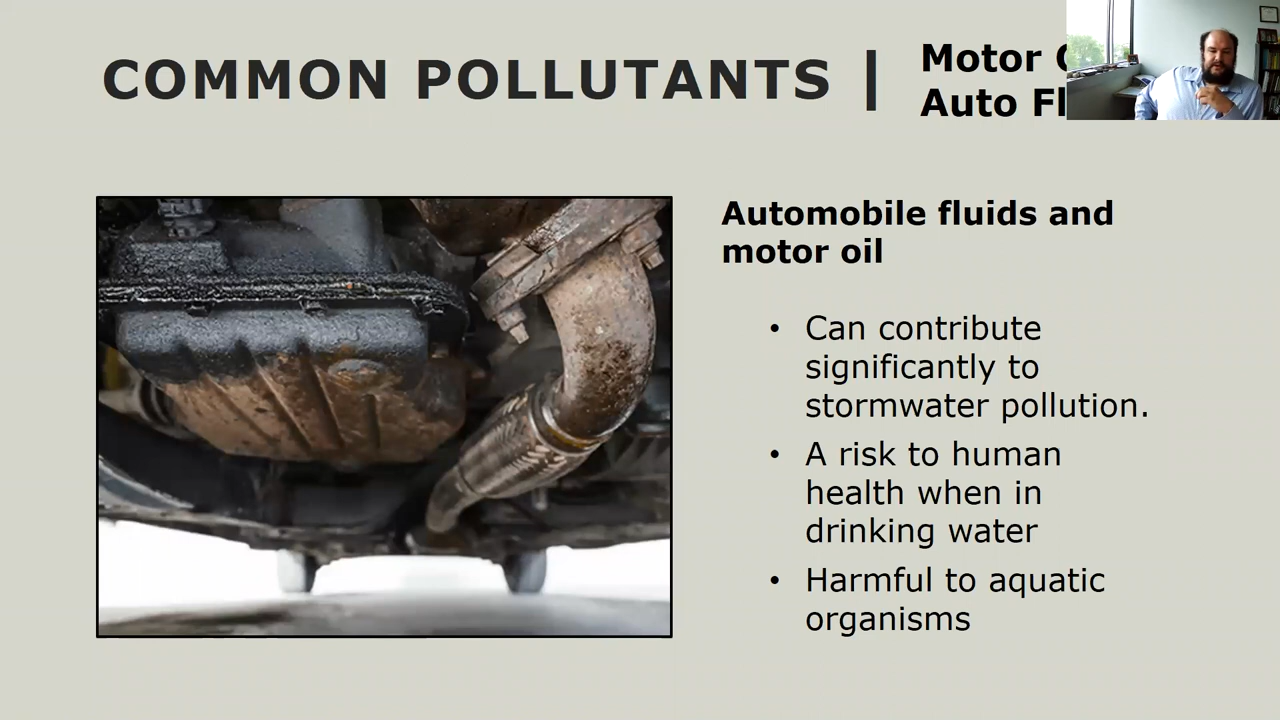 COMMON POLLUTANTS |
Motor
Auto
Automobile fluids and
motor oil
• Can contribute
significantly to
stormwater pollution.
• A risk to human
health when in
drinking water
• Harmful to aquatic
organisms